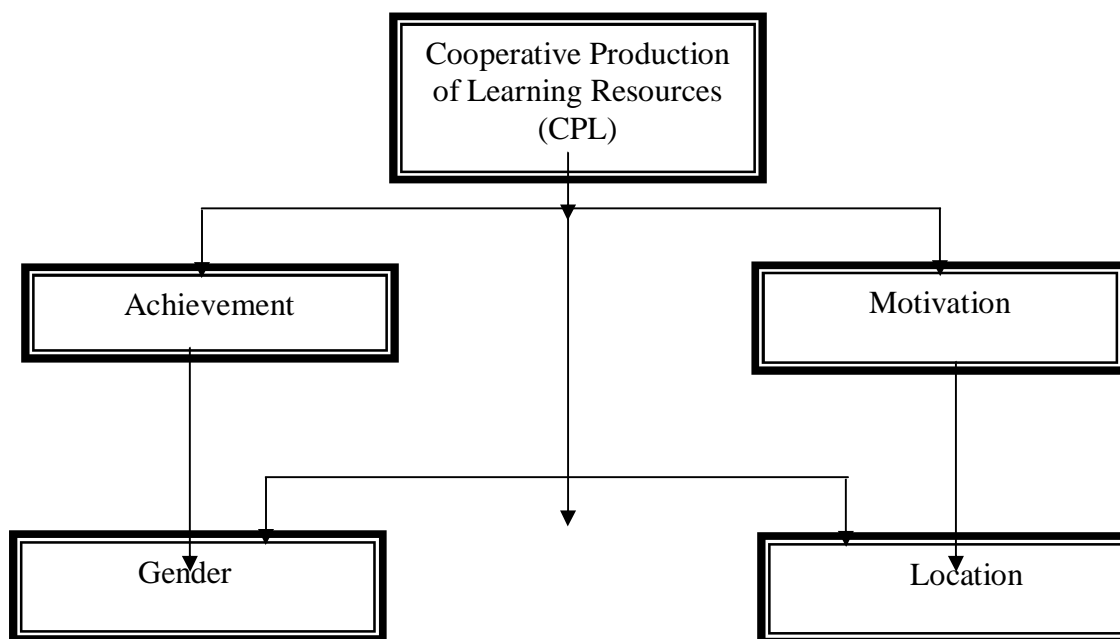 Cooperative Production
of Learning Resources
(CPL)
Achievement
Motivation
Gender
Location